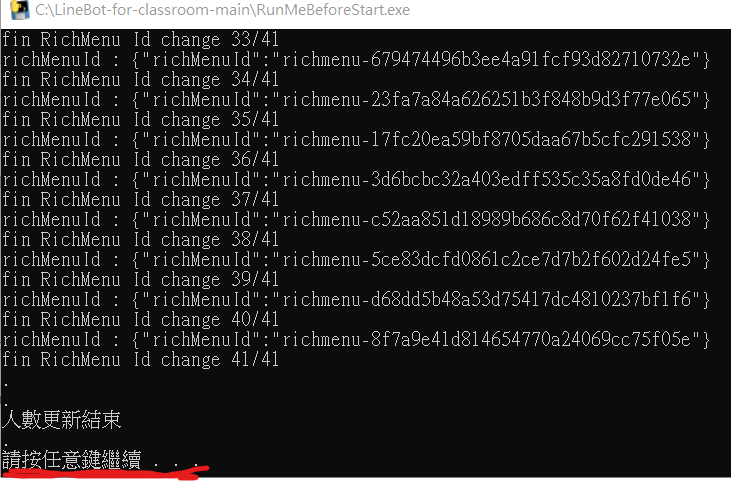 C:\LineBot-for-classroom-main\RunMeBeforeStart.exe
fin RichMenu Id change 33/41
richMenuId : {"richMenuId":"richmenu-679474496b3ee4a91fcf93d82710732e"}
fin RichMenu Id change 34/41
richMenuId : {"richMenuId":"richmenu-23fa7a84a626251b3f848b9d3f77e065"}
fin RichMenu Id change 35/41
richMenuId : {"richMenuId":"richmenu-17fc20ea59bf8705daa67b5cfc291538"}
fin RichMenu Id change 36/41
richMenuId : {"richMenuId":"richmenu-3d6bcbc32a403edff535c35a8fd0de46"}
fin RichMenu Id change 37/41
richMenuId : {"richMenuId":"richmenu-c52aa851d18989b686c8d70f62f41038"}
fin RichMenu Id change 38/41
richMenuId : {"richMenuId":"richmenu-5ce83dcfd0861c2ce7d7b2f602d24fe5"}
fin RichMenu Id change 39/41
richMenuId : {"richMenuId":"richmenu-d68dd5b48a53d75417dc4810237bf1f6"}
fin RichMenu Id change 40/41
richMenuId : {"richMenuId":"richmenu-8f7a9e41d814654770a24069cc75f05e"}
fin RichMenu Id change 41/41
.
.
人數更新結束
.
請按任意鍵繼續 . . .